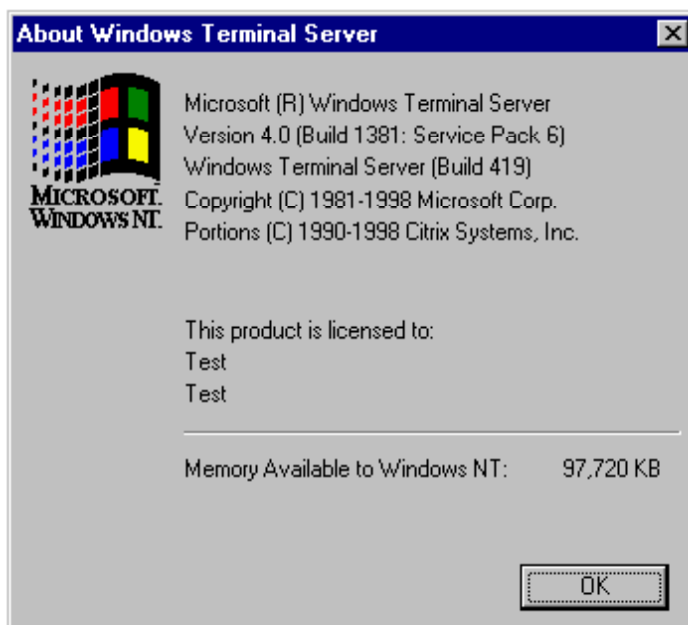 About Windows Terminal Server
Microsoft (R) Windows Terminal Server
Version 4.0 (Build 1381: Service Pack 6)
Windows Terminal Server (Build 419)
Copyright (C) 1981-1998 Microsoft Corp.
Portions (C) 1990-1998 Citrix Systems, Inc.
MICROSOFT.
WINDOWS NT.
This product is licensed to:
Test
Test
Memory Available to Windows NT: 97,720 KB
OK